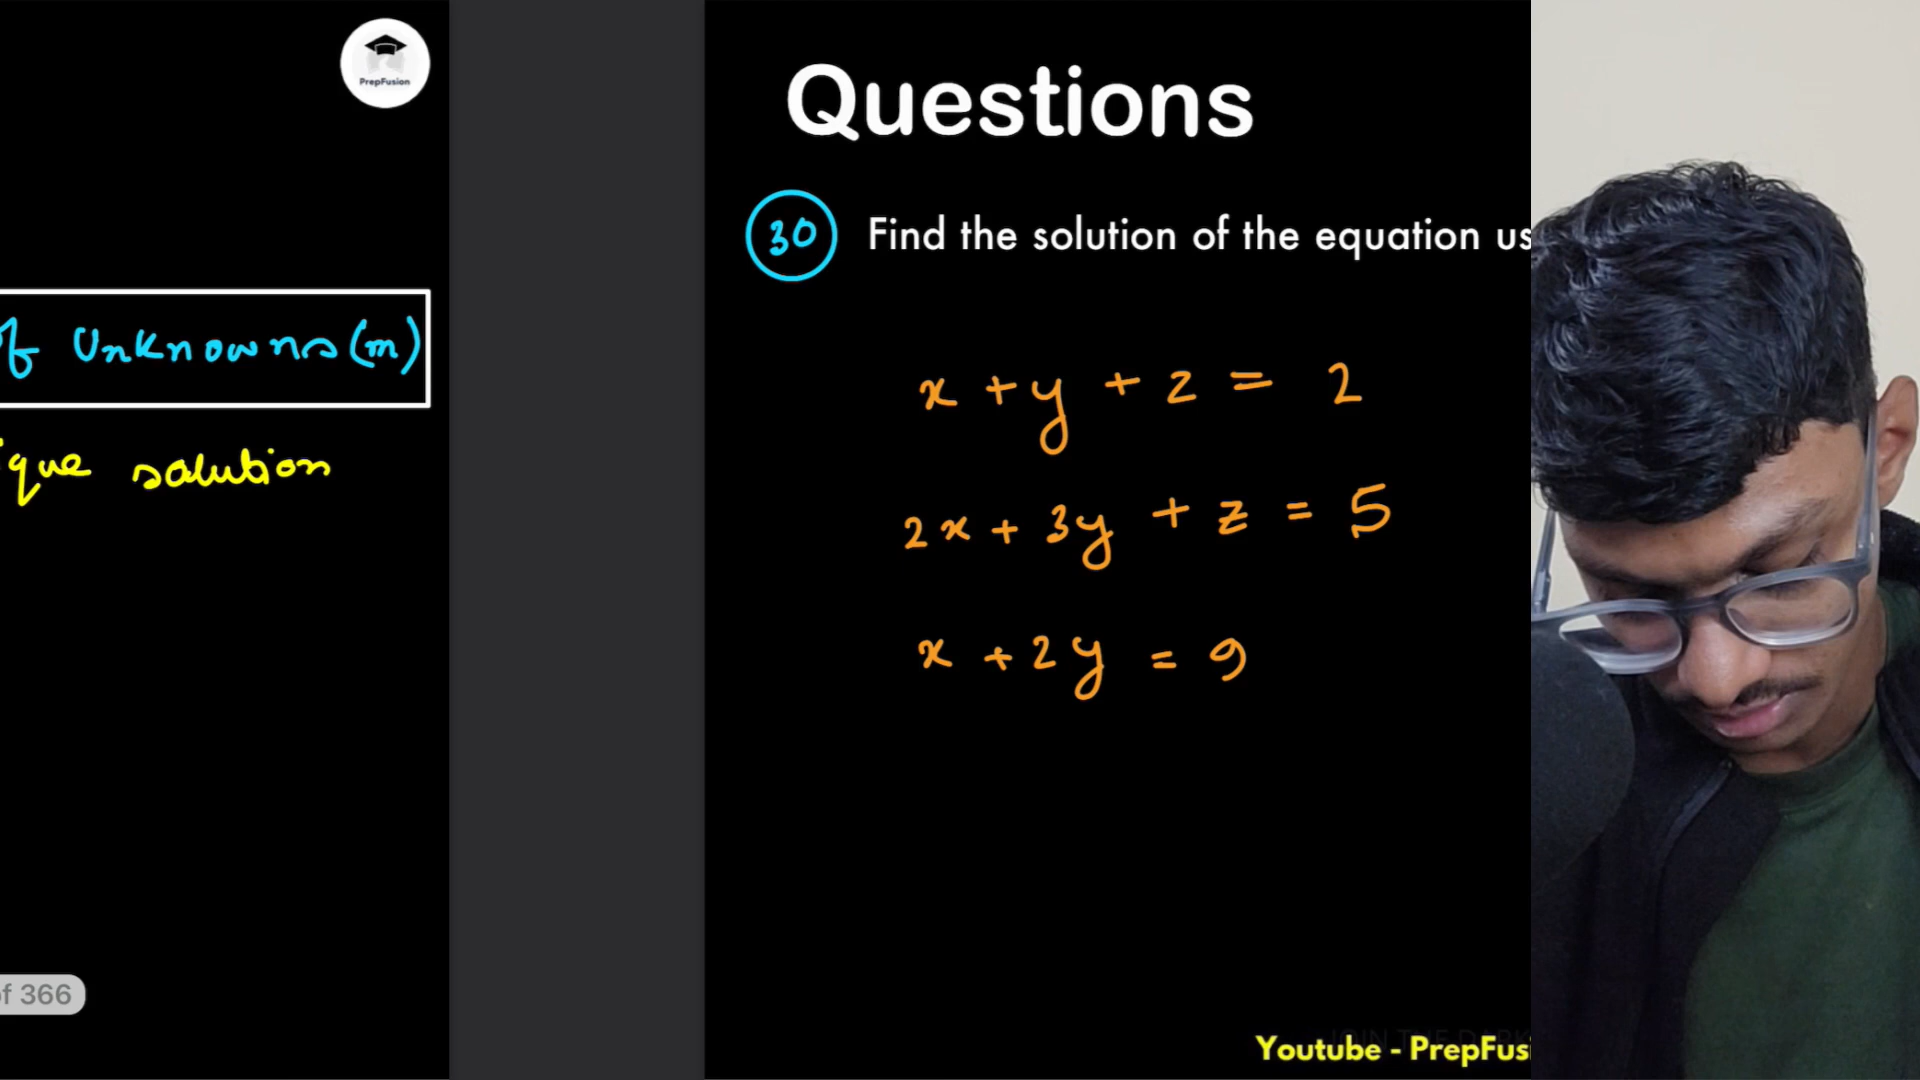 PrepFusion
Unknowns (m)
que solution
of 366
Questions
30 Find the solution of the equation us
x + y + z = 2
2x + 3y + z = 5
x + 2y = 9
Youtube - PrepFusi